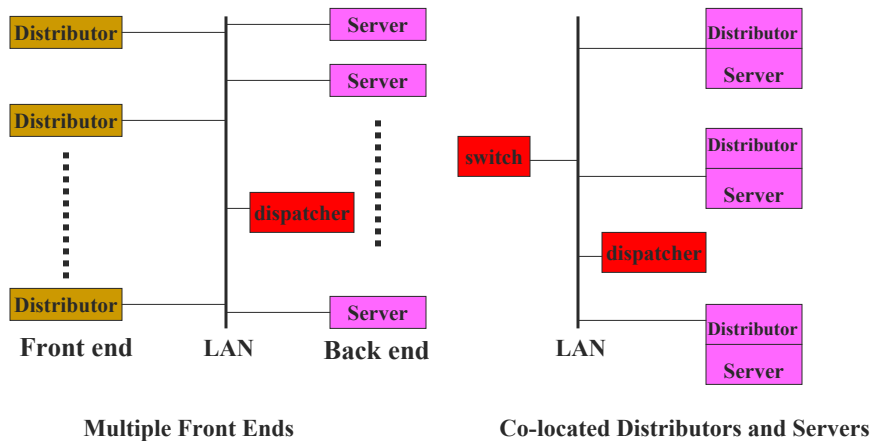 Distributor
Server
Server
Distributor
dispatcher
Distributor
Server
Front end
LAN
Back end
Multiple Front Ends
Distributor
Server
switch
Distributor
Server
dispatcher
Distributor
Server
LAN
Co-located Distributors and Servers